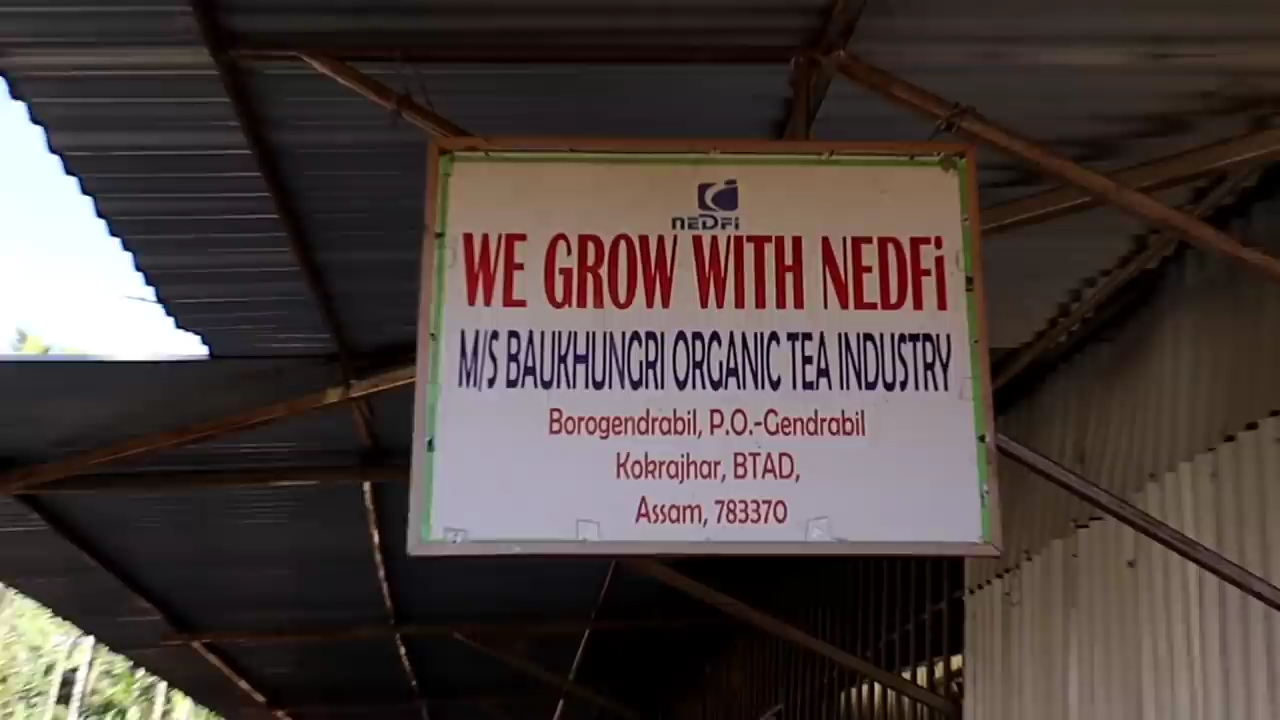 NEDFi
WE GROW WITH NEDFi
M/S BAUKHUNGRI ORGANIC TEA INDUSTRY
Borogendrabil, P.O.-Gendrabil
Kokrajhar, BTAD,
Assam, 783370